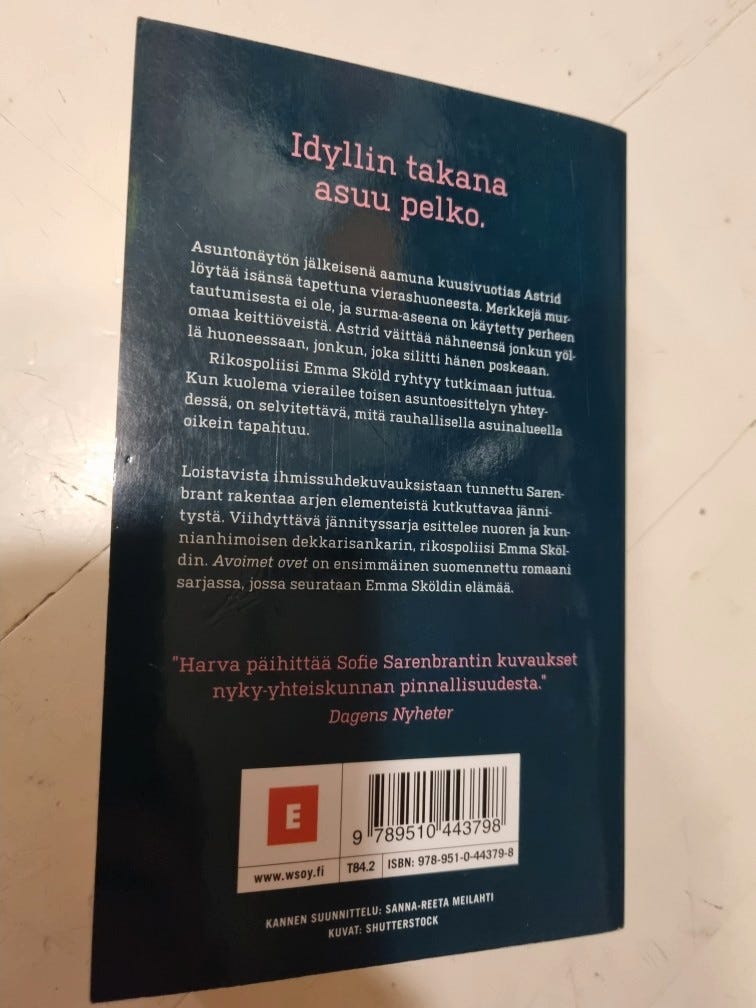 Idyllin takana
asuu pelko.
Asuntonäytön jälkeisenä aamuna kuusivuotias Astrid
löytää isänsä tapettuna vierashuoneesta. Merkkejä mur-
tautumisesta ei ole, ja surma-aseena on käytetty perheen
omaa keittiöveistä. Astrid väittää nähneensä jonkun yöl-
lä huoneessaan, jonkun, joka silitti hänen poskeaan.
Rikospoliisi Emma Sköld ryhtyy tutkimaan juttua.
Kun kuolema vierailee toisen asuntoesittelyn yhtey-
dessä, on selvitettävä, mitä rauhallisella asuinalueella
oikein tapahtuu.
Loistavista ihmissuhdekuvauksistaan tunnettu Saren-
brant rakentaa arjen elementeistä kutkuttavaa jänni-
tystä. Viihdyttävä jännityssarja esittelee nuoren ja kun-
nianhimoisen dekkarisankarin, rikospoliisi Emma Sköl-
din. Avoimet ovet on ensimmäinen suomennettu romaani
sarjassa, jossa seurataan Emma Sköldin elämää.
"Harva päihittää Sofie Sarenbrantin kuvaukset
nyky-yhteiskunnan pinnallisuudesta."
Dagens Nyheter
E
9 789510 443798
www.wsoy.fi
T84.2
ISBN: 978-951-0-44379-8
KANNEN SUUNNITTELU: SANNA-REETA MEILAHTI
KUVAT: SHUTTERSTOCK